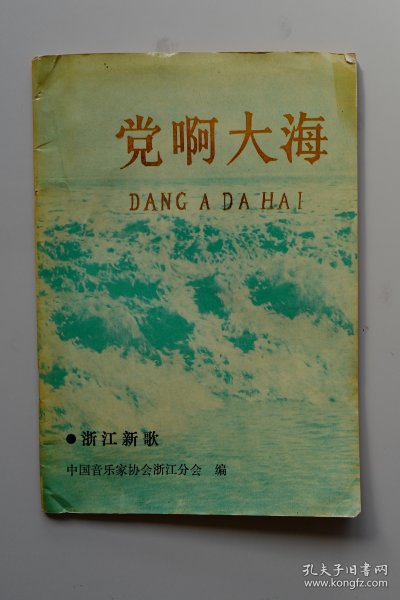 党啊大海
DANG A DA HAI
●浙江新歌
中国音乐家协会浙江分会 编
孔夫子旧书网
www.kongfz.com